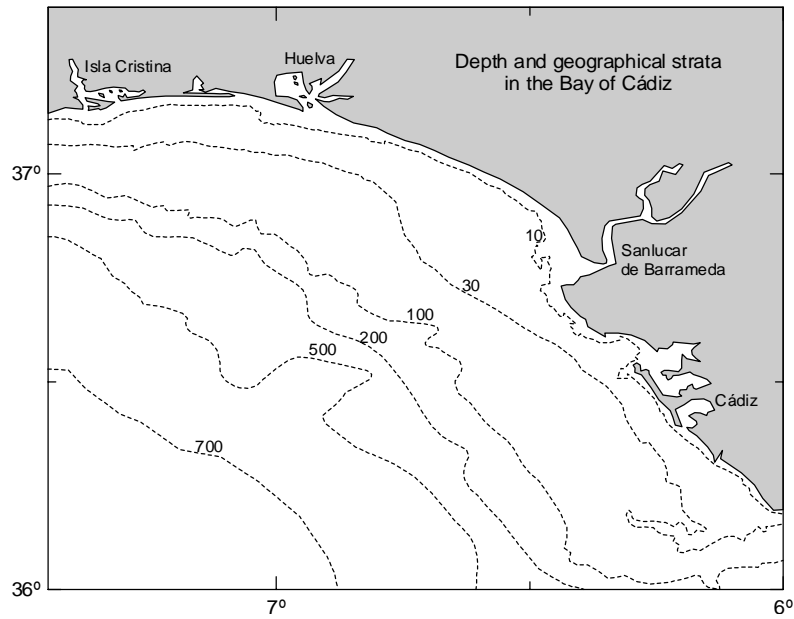 Isla Cristina
Huelva
Depth and geographical strata
in the Bay of Cádiz
37º
10
Sanlucar
de Barrameda
30
100
200
500
Cádiz
700
36º
7º
6º